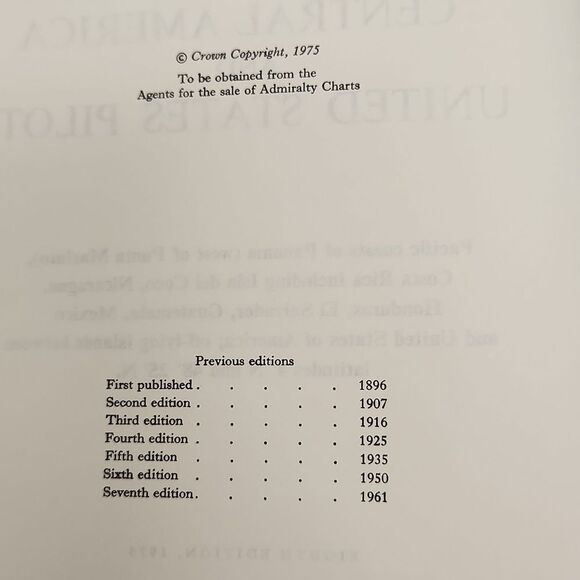 © Crown Copyright, 1975
To be obtained from the
Agents for the sale of Admiralty Charts
Previous editions
First published . . . . . 1896
Second edition . . . . . 1907
Third edition . . . . . 1916
Fourth edition . . . . . 1925
Fifth edition . . . . . 1935
Sixth edition . . . . . 1950
Seventh edition . . . . . 1961